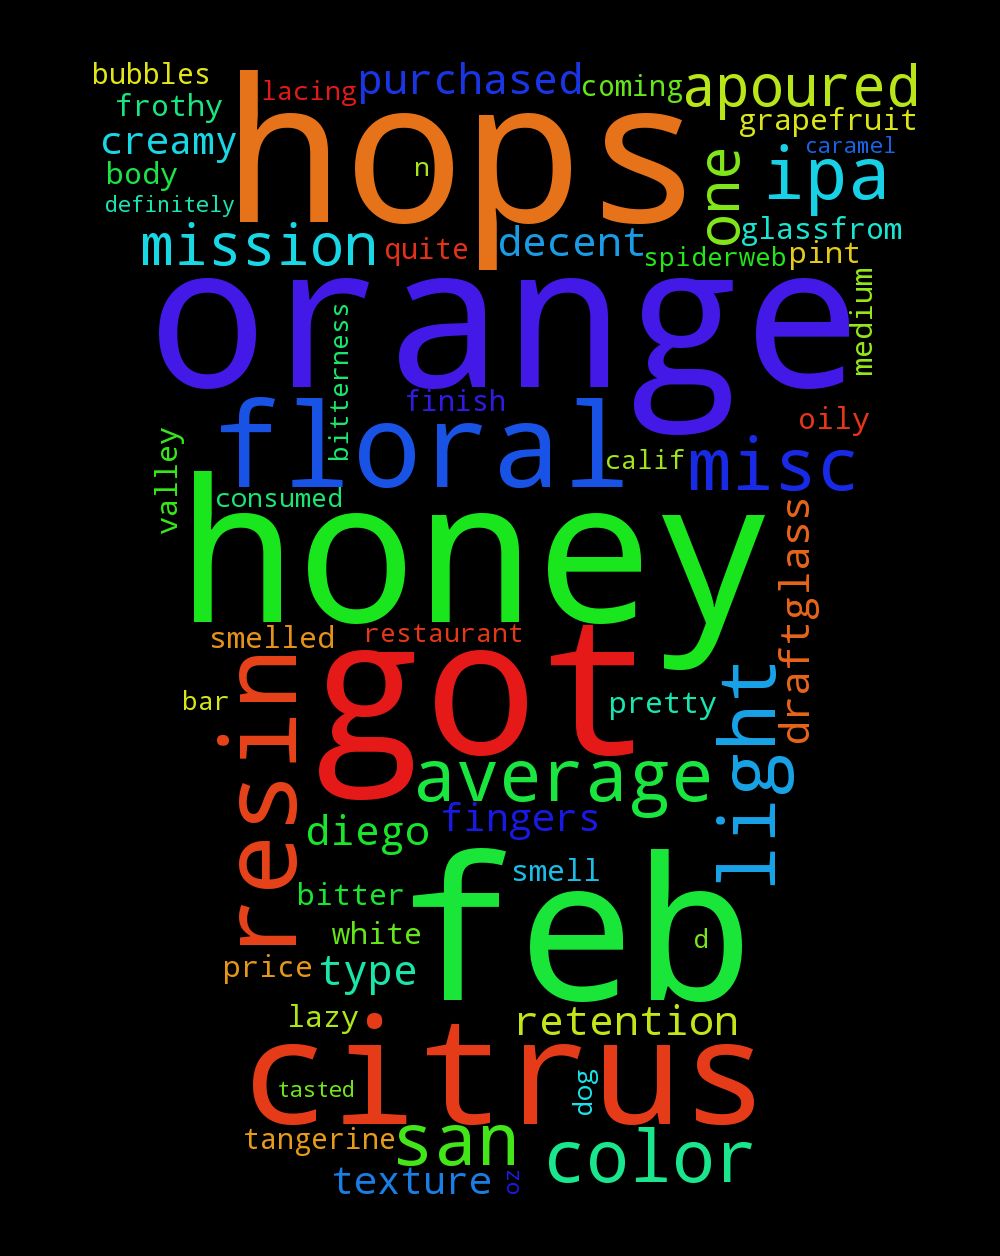 bubbles
lacing
purchased
coming
apoured
frothy
hops
grapefruit
creamy
n
one
ipa
caramel
body
definitely
glassfrom
mission
quite
decent
spiderweb
pint
orange
medium
bitterness
finish
floral
oily
calif
misc
valley
consumed
honey
draftglass
smelled
restaurant
got
resin
light
bar
pretty
average
diego
fingers
feb
smell
bitter
white
d
price
type
lazy
retention
citrus
tasted
dog
tangerine
san
color
texture
oz